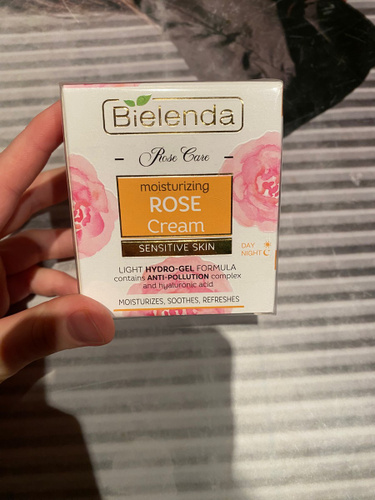 Bielenda
Rose Care
moisturizing
ROSE
Cream
SENSITIVE SKIN
DAY
NIGHT
LIGHT HYDRO-GEL FORMULA
contains ANTI-POLLUTION complex
and hyaluronic acid
MOISTURIZES, SOOTHES, REFRESHES